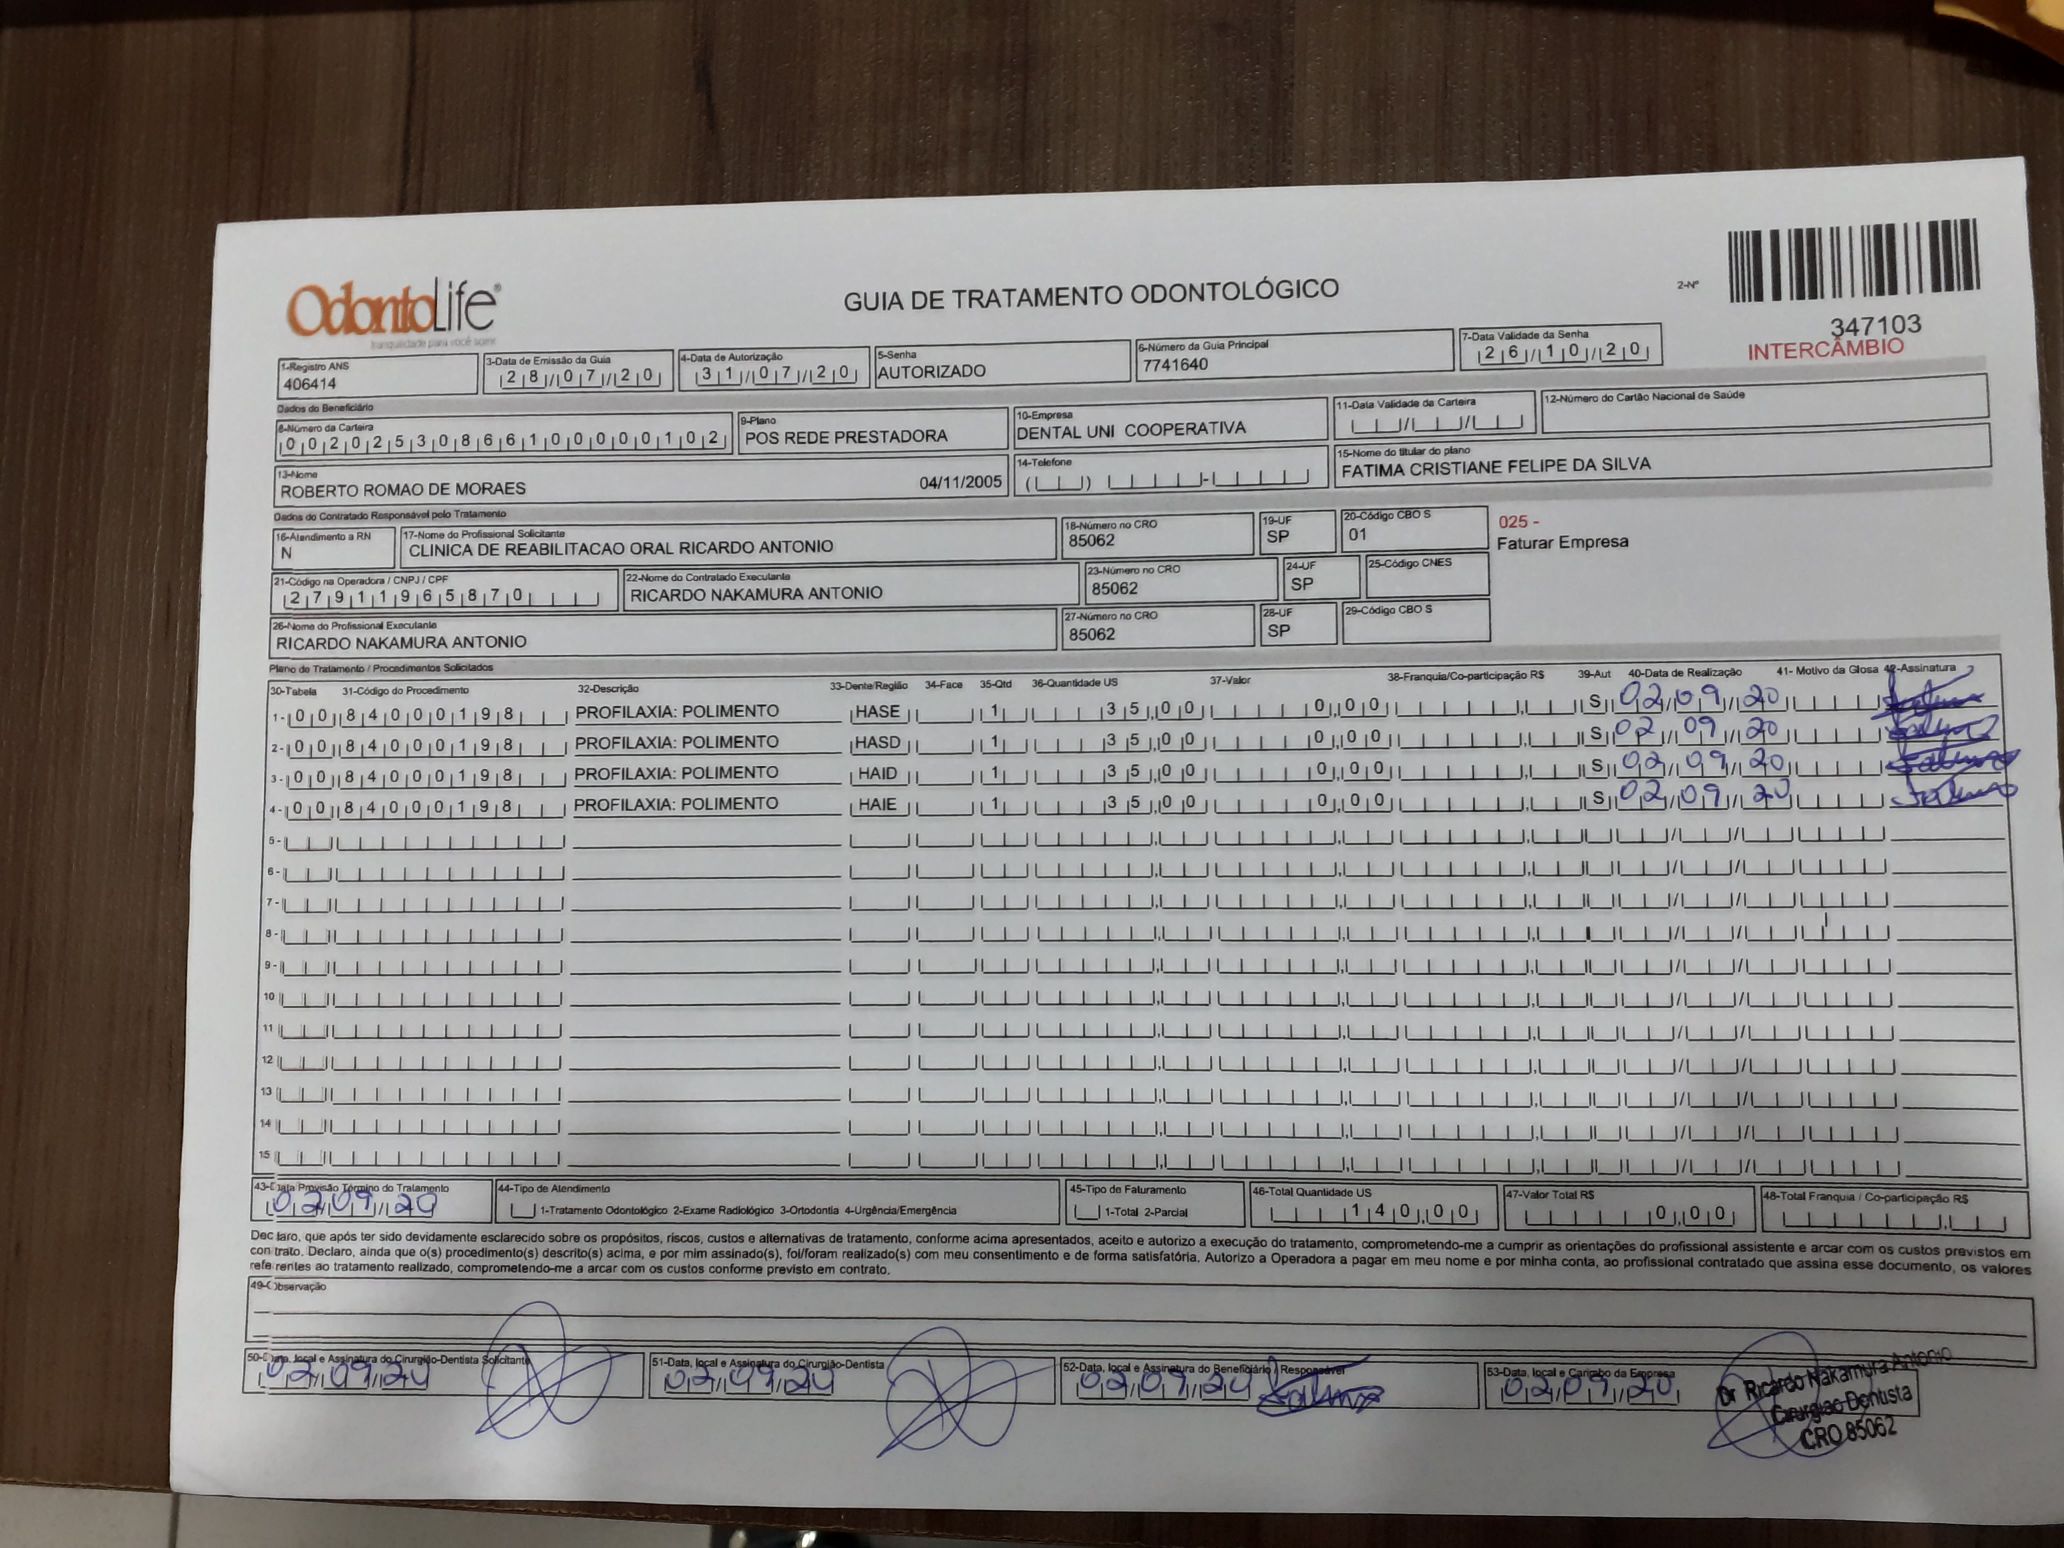 OdontoLife®
tranquilidade para você sorrir
GUIA DE TRATAMENTO ODONTOLÓGICO
2-Nº
347103
INTERCÂMBIO
1-Registro ANS
406414
3-Data de Emissão da Guia
28/07/20
4-Data de Autorização
31/07/20
5-Senha
AUTORIZADO
6-Número da Guia Principal
7741640
7-Data Validade da Senha
26/10/20
Dados do Beneficiário
8-Número da Carteira
00202530866100000102
9-Plano
POS REDE PRESTADORA
10-Empresa
DENTAL UNI COOPERATIVA
11-Data Validade da Carteira
12-Número do Cartão Nacional de Saúde
13-Nome
ROBERTO ROMAO DE MORAES 04/11/2005
14-Telefone
15-Nome do titular do plano
FATIMA CRISTIANE FELIPE DA SILVA
Dados do Contratado Responsável pelo Tratamento
16-Atendimento a RN
N
17-Nome do Profissional Solicitante
CLINICA DE REABILITACAO ORAL RICARDO ANTONIO
18-Número no CRO
85062
19-UF
SP
20-Código CBO S
01
025 -
Faturar Empresa
21-Código na Operadora / CNPJ / CPF
27911965870
22-Nome do Contratado Executante
RICARDO NAKAMURA ANTONIO
23-Número no CRO
85062
24-UF
SP
25-Código CNES
26-Nome do Profissional Executante
RICARDO NAKAMURA ANTONIO
27-Número no CRO
85062
28-UF
SP
29-Código CBO S
Plano de Tratamento / Procedimentos Solicitados
30-Tabela 31-Código do Procedimento 32-Descrição 33-Dente/Região 34-Face 35-Qtd 36-Quantidade US 37-Valor 38-Franquia/Co-participação R$ 39-Aut 40-Data de Realização 41- Motivo da Glosa 42-Assinatura
1- 00 84000198 PROFILAXIA: POLIMENTO HASE 1 35,00 0,00 S 02/09/20
2- 00 84000198 PROFILAXIA: POLIMENTO HASD 1 35,00 0,00 S 02/09/20
3- 00 84000198 PROFILAXIA: POLIMENTO HAID 1 35,00 0,00 S 02/09/20
4- 00 84000198 PROFILAXIA: POLIMENTO HAIE 1 35,00 0,00 S 02/09/20
5-
6-
7-
8-
9-
10
11
12
13
14
15
43-Data Previsão Término do Tratamento
02/09/20
44-Tipo de Atendimento
1-Tratamento Odontológico 2-Exame Radiológico 3-Ortodontia 4-Urgência/Emergência
45-Tipo de Faturamento
1-Total 2-Parcial
46-Total Quantidade US
140,00
47-Valor Total R$
0,00
48-Total Franquia / Co-participação R$
Declaro, que após ter sido devidamente esclarecido sobre os propósitos, riscos, custos e alternativas de tratamento, conforme acima apresentados, aceito e autorizo a execução do tratamento, comprometendo-me a cumprir as orientações do profissional assistente e arcar com os custos previstos em
contrato. Declaro, ainda que o(s) procedimento(s) descrito(s) acima, e por mim assinado(s), foi/foram realizado(s) com meu consentimento e de forma satisfatória. Autorizo a Operadora a pagar em meu nome e por minha conta, ao profissional contratado que assina esse documento, os valores
referentes ao tratamento realizado, comprometendo-me a arcar com os custos conforme previsto em contrato.
49-Observação
50-Data, local e Assinatura do Cirurgião-Dentista Solicitante
02/09/20
51-Data, local e Assinatura do Cirurgião-Dentista
02/09/20
52-Data, local e Assinatura do Beneficiário / Responsável
02/09/20
53-Data, local e Carimbo da Empresa
02/09/20
Dr Ricardo Nakamura Antonio
Cirurgiao Dentista
CRO 85062